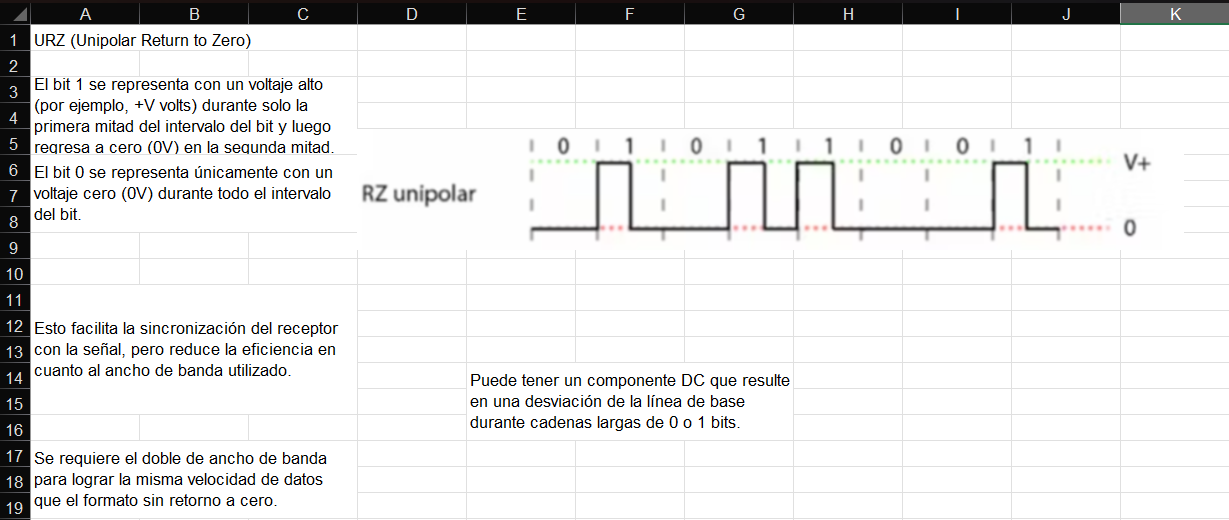 A B C D E F G H I J K
1 URZ (Unipolar Return to Zero)
2
3 El bit 1 se representa con un voltaje alto
4 (por ejemplo, +V volts) durante solo la
primera mitad del intervalo del bit y luego
5 regresa a cero (0V) en la segunda mitad.
6 El bit 0 se representa únicamente con un
7 voltaje cero (0V) durante todo el intervalo
8 del bit.
0 1 0 1 1 0 0 1
V+
RZ unipolar
0
9
10
11
12 Esto facilita la sincronización del receptor
13 con la señal, pero reduce la eficiencia en
14 cuanto al ancho de banda utilizado.
Puede tener un componente DC que resulte
15 en una desviación de la línea de base
16 durante cadenas largas de 0 o 1 bits.
17 Se requiere el doble de ancho de banda
18 para lograr la misma velocidad de datos
19 que el formato sin retorno a cero.